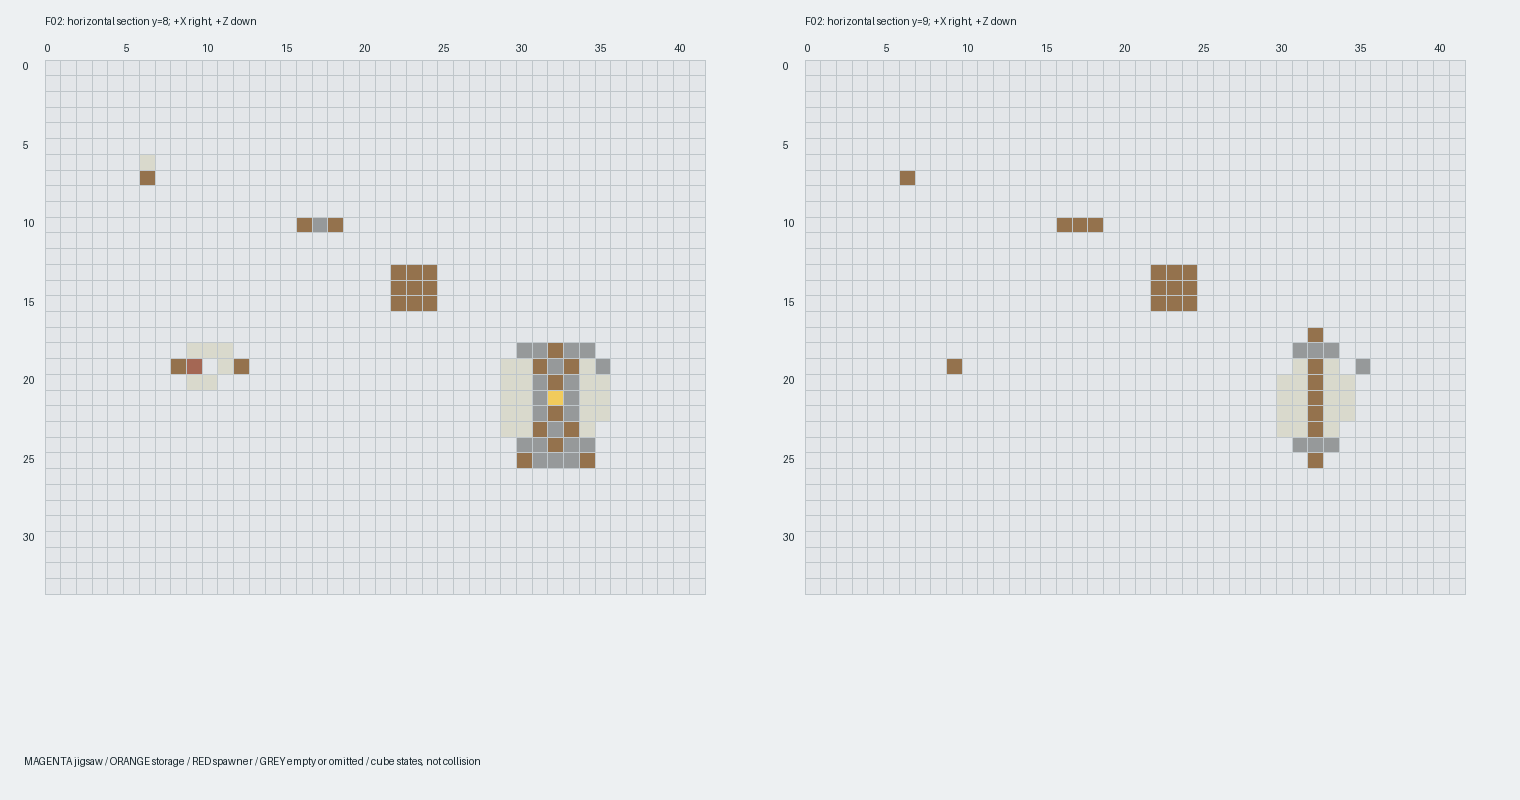 F02: horizontal section y=8; +X right, +Z down
F02: horizontal section y=9; +X right, +Z down
0 5 10 15 20 25 30 35 40
0 5 10 15 20 25 30 35 40
0 0
5 5
10 10
15 15
20 20
25 25
30 30
MAGENTA jigsaw / ORANGE storage / RED spawner / GREY empty or omitted / cube states, not collision